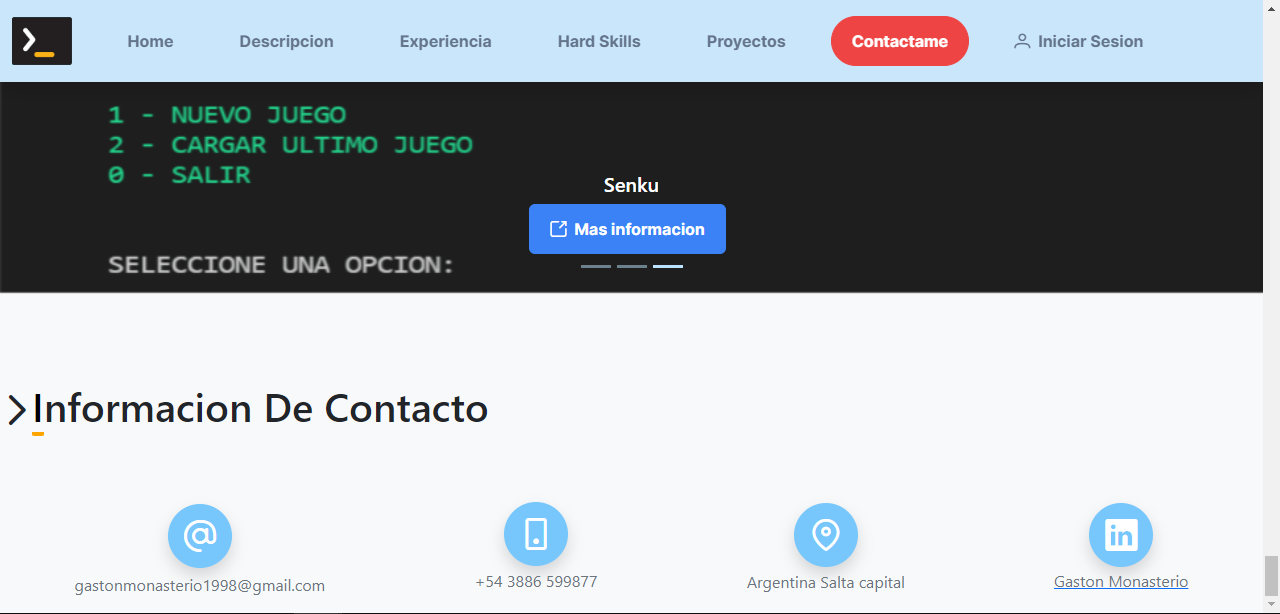 Home Descripcion Experiencia Hard Skills Proyectos Contactame Iniciar Sesion
1 - NUEVO JUEGO
2 - CARGAR ULTIMO JUEGO
0 - SALIR
Senku
Mas informacion
SELECCIONE UNA OPCION:
Informacion De Contacto
gastonmonasterio1998@gmail.com +54 3886 599877 Argentina Salta capital Gaston Monasterio